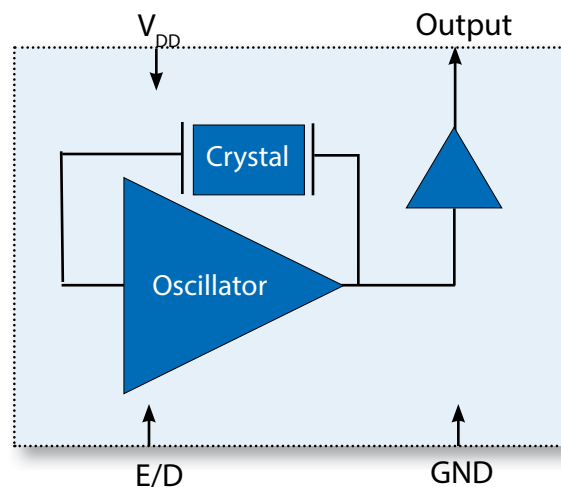 VDD
Output
Crystal
Oscillator
E/D
GND